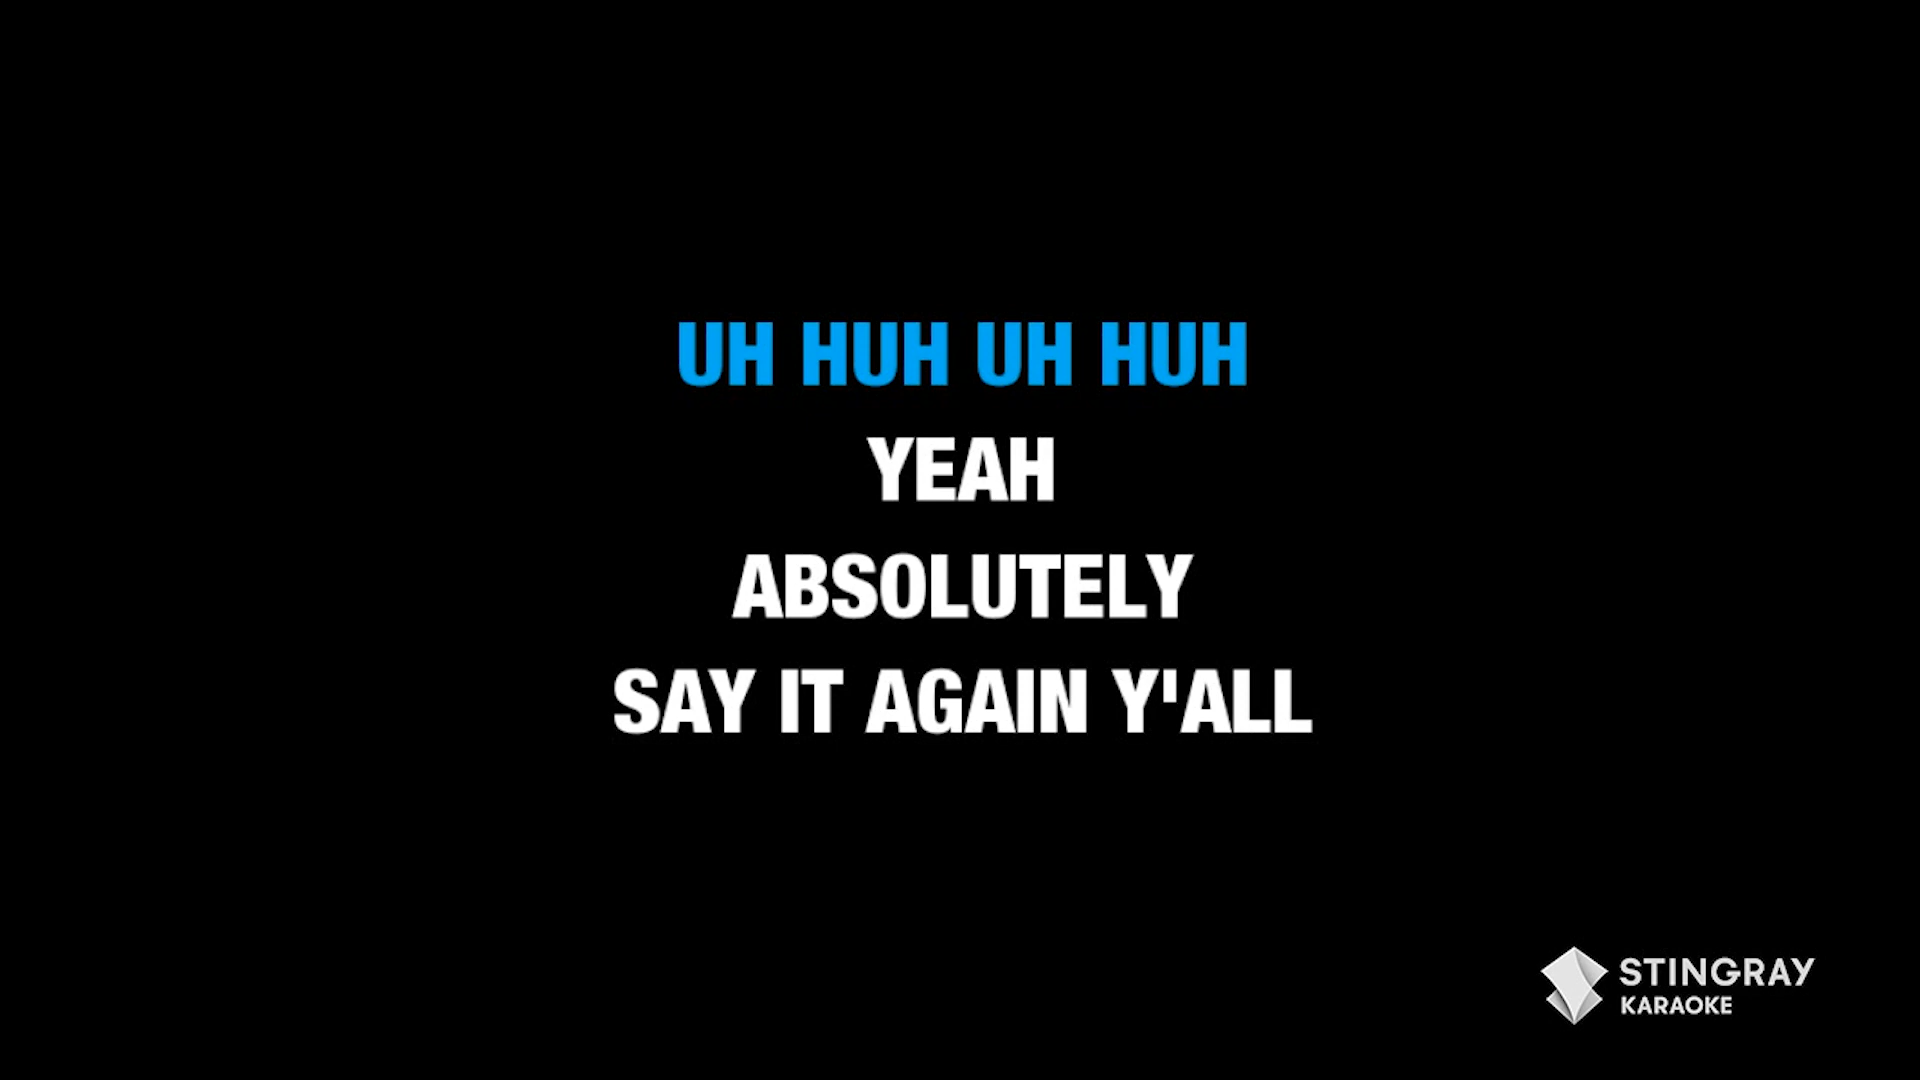 UH HUH UH HUH
YEAH
ABSOLUTELY
SAY IT AGAIN Y'ALL
STINGRAY
KARAOKE